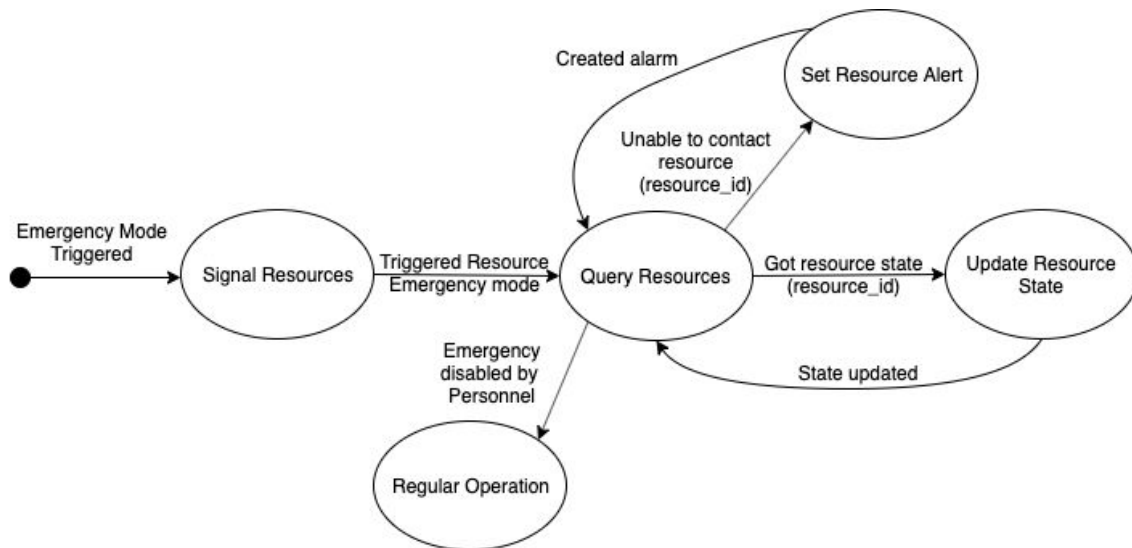 Set Resource Alert
Created alarm
Unable to contact
resource
(resource_id)
Emergency Mode
Triggered
Signal Resources
Triggered Resource
Emergency mode
Query Resources
Got resource state
(resource_id)
Update Resource
State
State updated
Emergency
disabled by
Personnel
Regular Operation